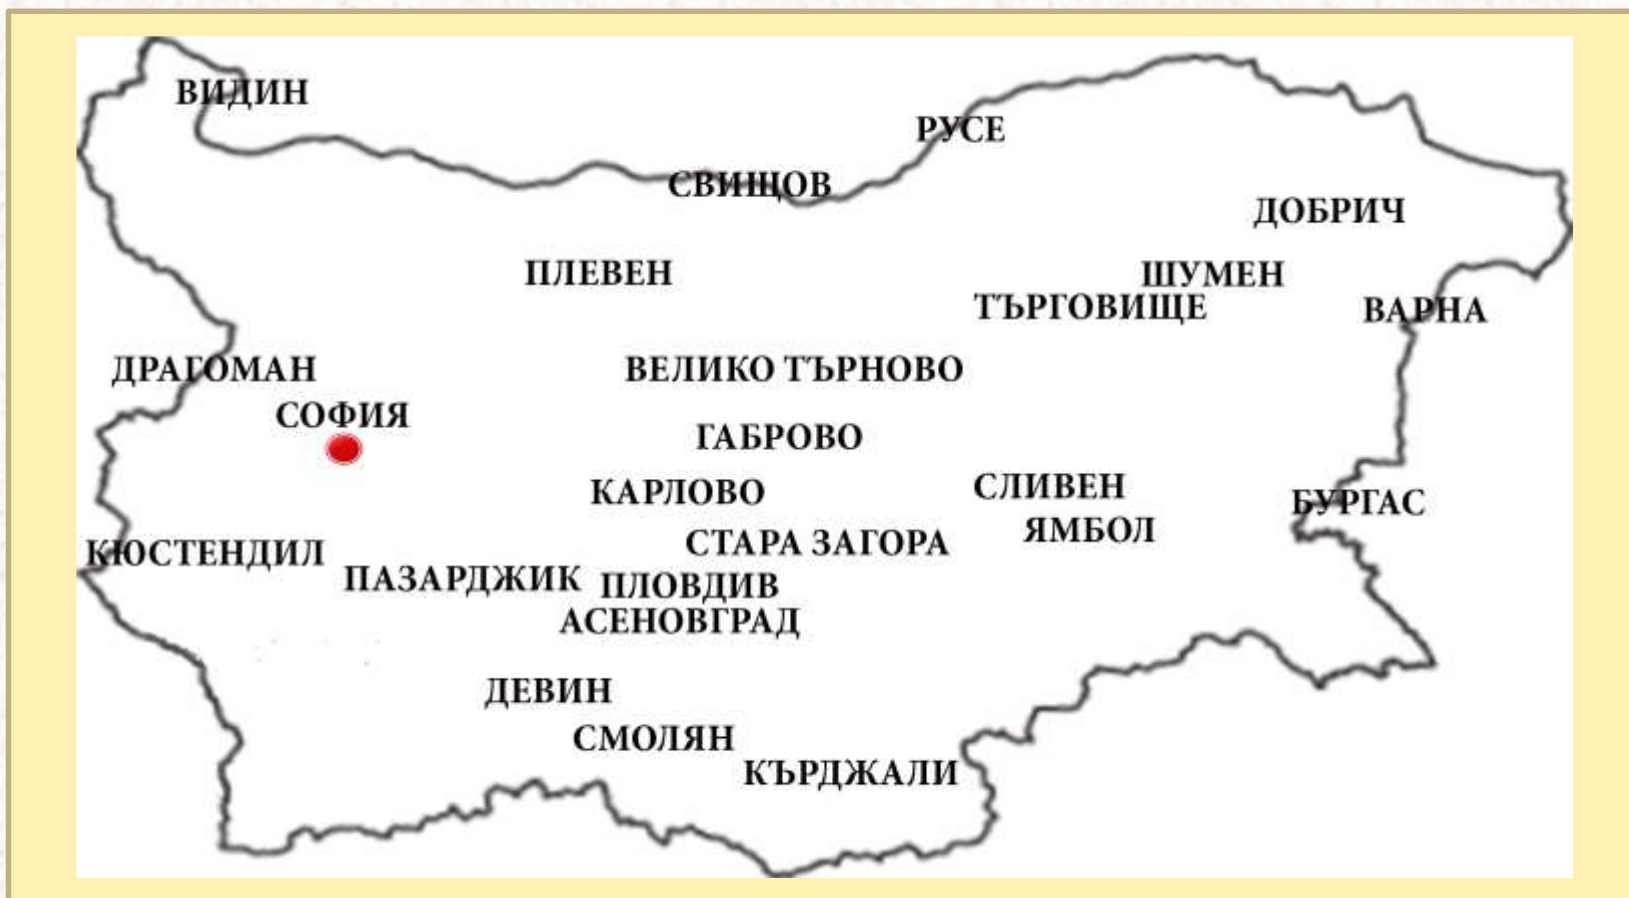 ВИДИН
РУСЕ
СВИЩОВ
ДОБРИЧ
ПЛЕВЕН
ШУМЕН
ТЪРГОВИЩЕ
ВАРНА
ДРАГОМАН
ВЕЛИКО ТЪРНОВО
СОФИЯ
ГАБРОВО
КАРЛОВО
СЛИВЕН
БУРГАС
ЯМБОЛ
СТАРА ЗАГОРА
КЮСТЕНДИЛ
ПАЗАРДЖИК
ПЛОВДИВ
АСЕНОВГРАД
ДЕВИН
СМОЛЯН
КЪРДЖАЛИ